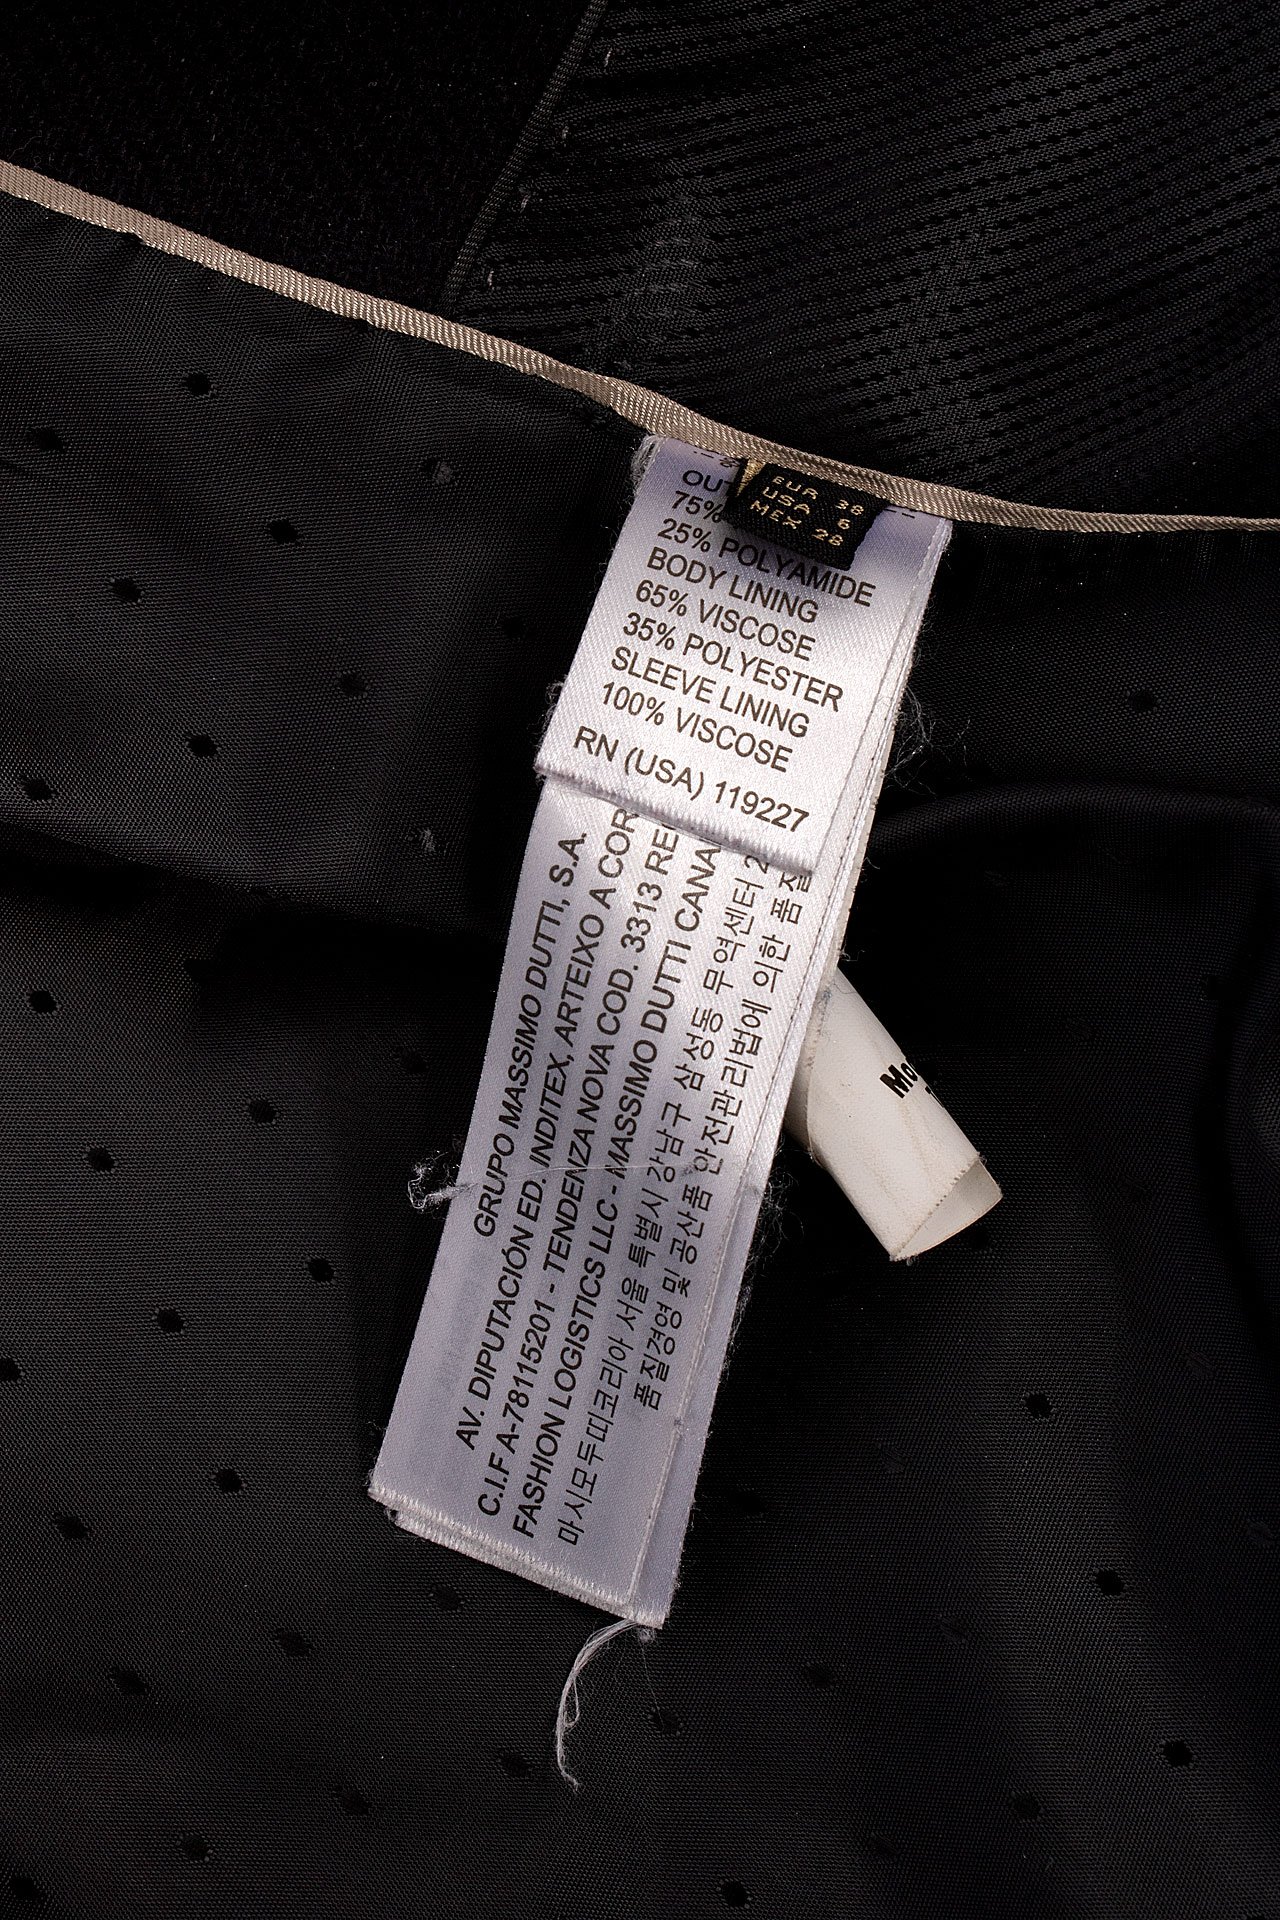 EUR 38
USA 6
MEX 28
75%
25% POLYAMIDE
BODY LINING
65% VISCOSE
35% POLYESTER
SLEEVE LINING
100% VISCOSE
RN (USA) 119227
GRUPO MASSIMO DUTTI, S.A.
AV. DIPUTACIÓN ED. INDITEX, ARTEIXO A COR
C.I.F A-78115201 - TENDENZA NOVA COD. 3313 RE
FASHION LOGISTICS LLC - MASSIMO DUTTI CANA
마시모두띠코리아 서울 특별시 강남구 삼성동 무역센터 2
품질경영 및 공산품 안전관리법에 의한 품질